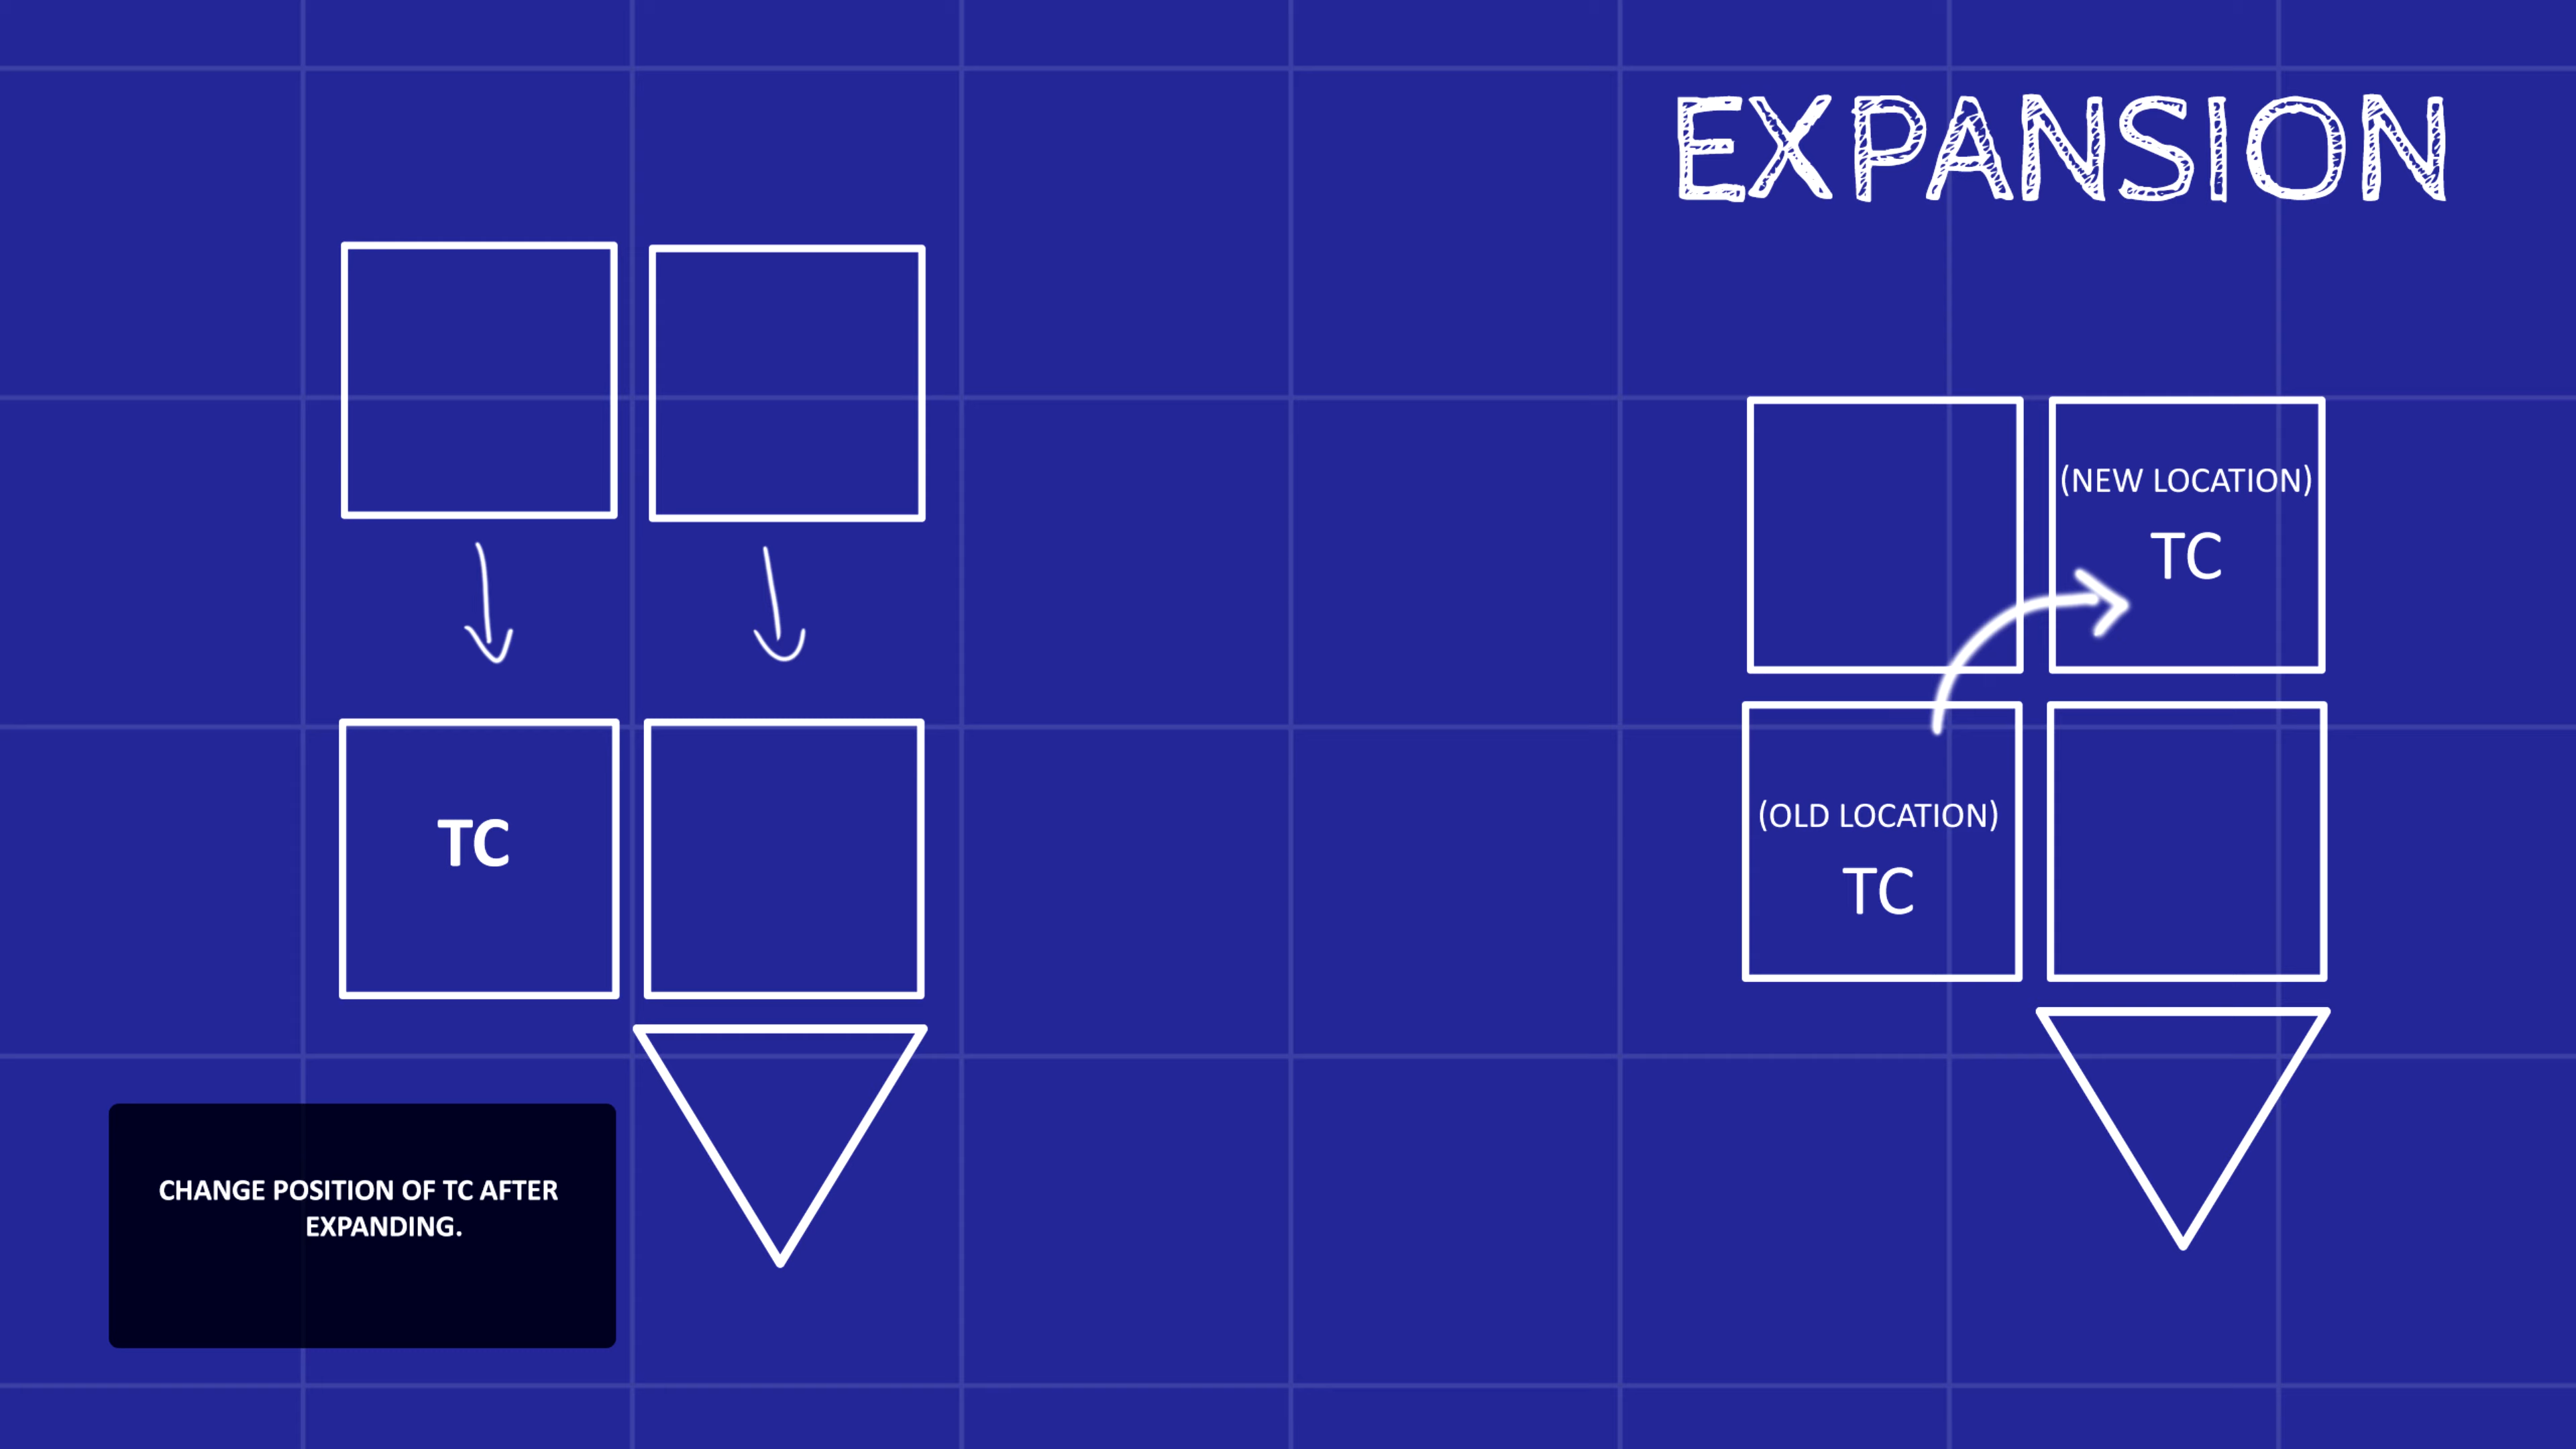 EXPANSION
(NEW LOCATION)
TC
TC
(OLD LOCATION)
TC
CHANGE POSITION OF TC AFTER
EXPANDING.